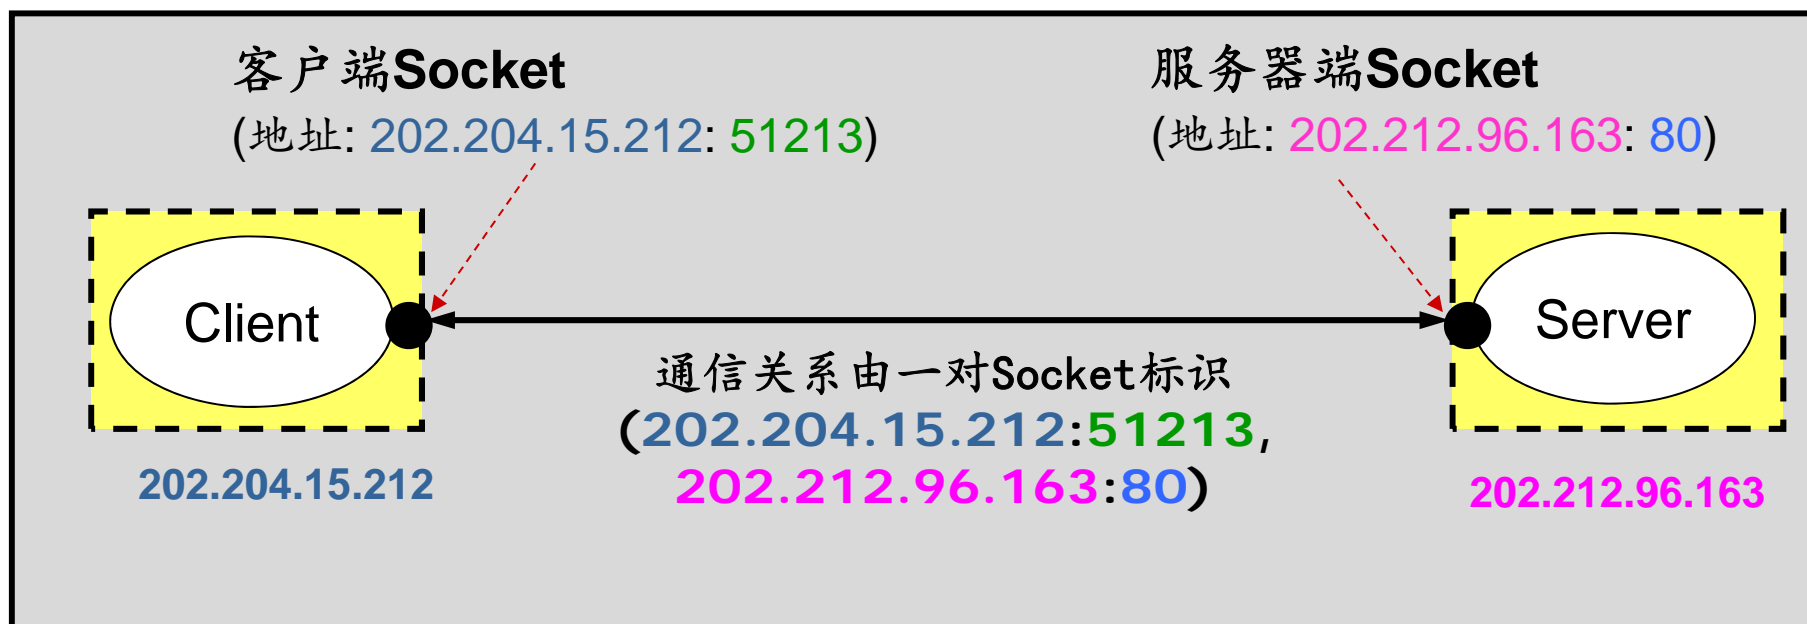 客户端Socket
(地址: 202.204.15.212: 51213)
服务器端Socket
(地址: 202.212.96.163: 80)
Client
Server
通信关系由一对Socket标识
(202.204.15.212:51213,
202.212.96.163:80)
202.204.15.212
202.212.96.163